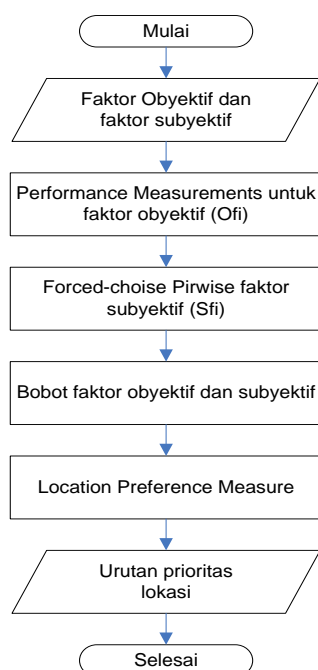 Mulai
Faktor Obyektif dan
faktor subyektif
Performance Measurements untuk
faktor obyektif (Ofi)
Forced-choise Pirwise faktor
subyektif (Sfi)
Bobot faktor obyektif dan subyektif
Location Preference Measure
Urutan prioritas
lokasi
Selesai